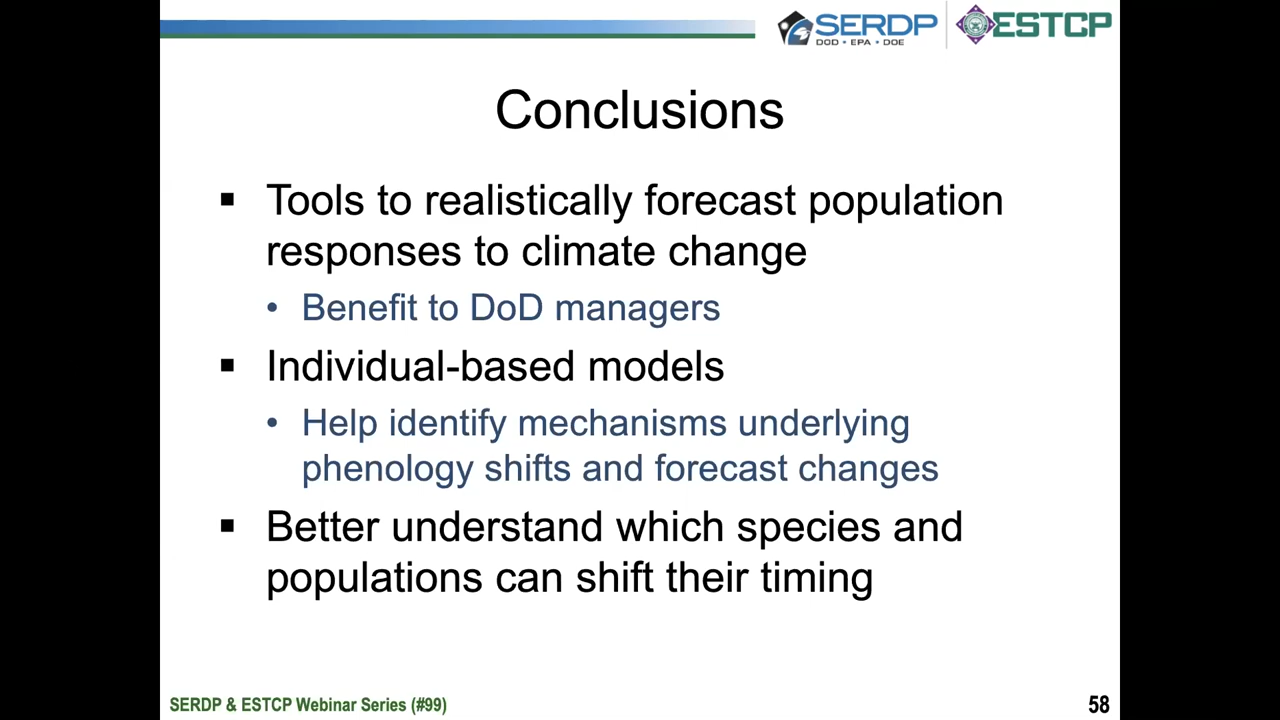 SERDP
DOD • EPA • DOE
ESTCP
Conclusions
▪ Tools to realistically forecast population
responses to climate change
• Benefit to DoD managers
▪ Individual-based models
• Help identify mechanisms underlying
phenology shifts and forecast changes
▪ Better understand which species and
populations can shift their timing
SERDP & ESTCP Webinar Series (#99)
58